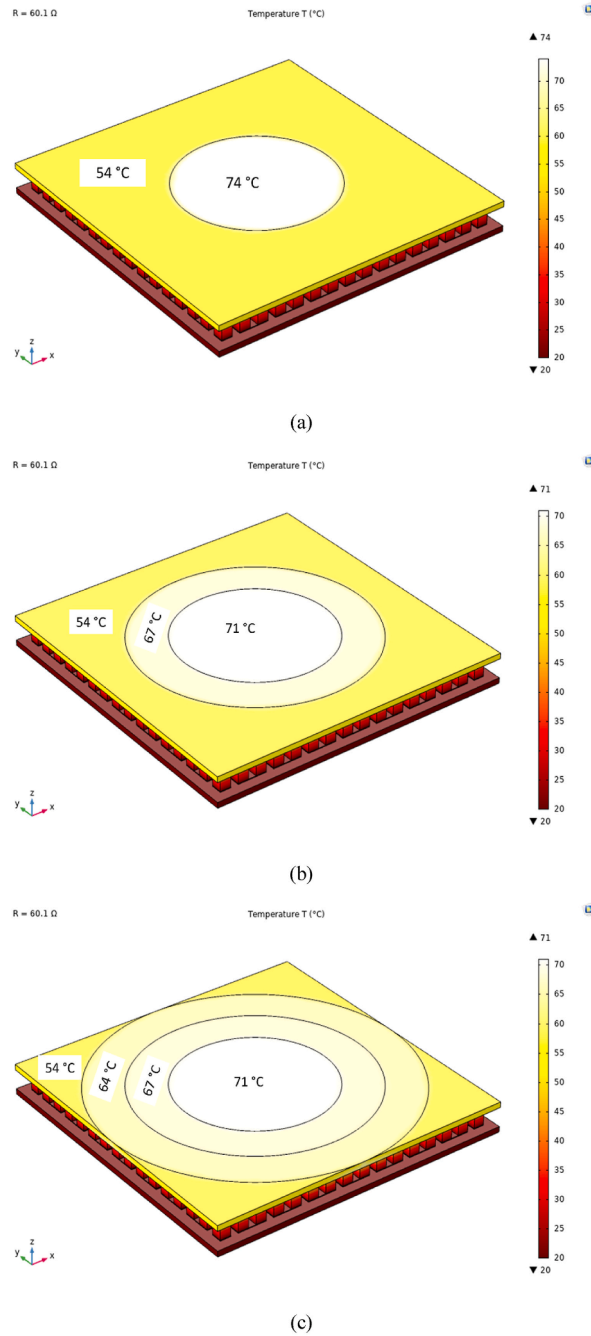 R = 60.1 Ω
Temperature T (°C)
▲ 74
70
65
60
55
50
45
40
35
30
25
20
▼ 20
54 °C
74 °C
y z x
(a)
R = 60.1 Ω
Temperature T (°C)
▲ 71
70
65
60
55
50
45
40
35
30
25
20
▼ 20
54 °C
67 °C
71 °C
y z x
(b)
R = 60.1 Ω
Temperature T (°C)
▲ 71
70
65
60
55
50
45
40
35
30
25
20
▼ 20
54 °C
64 °C
67 °C
71 °C
y z x
(c)